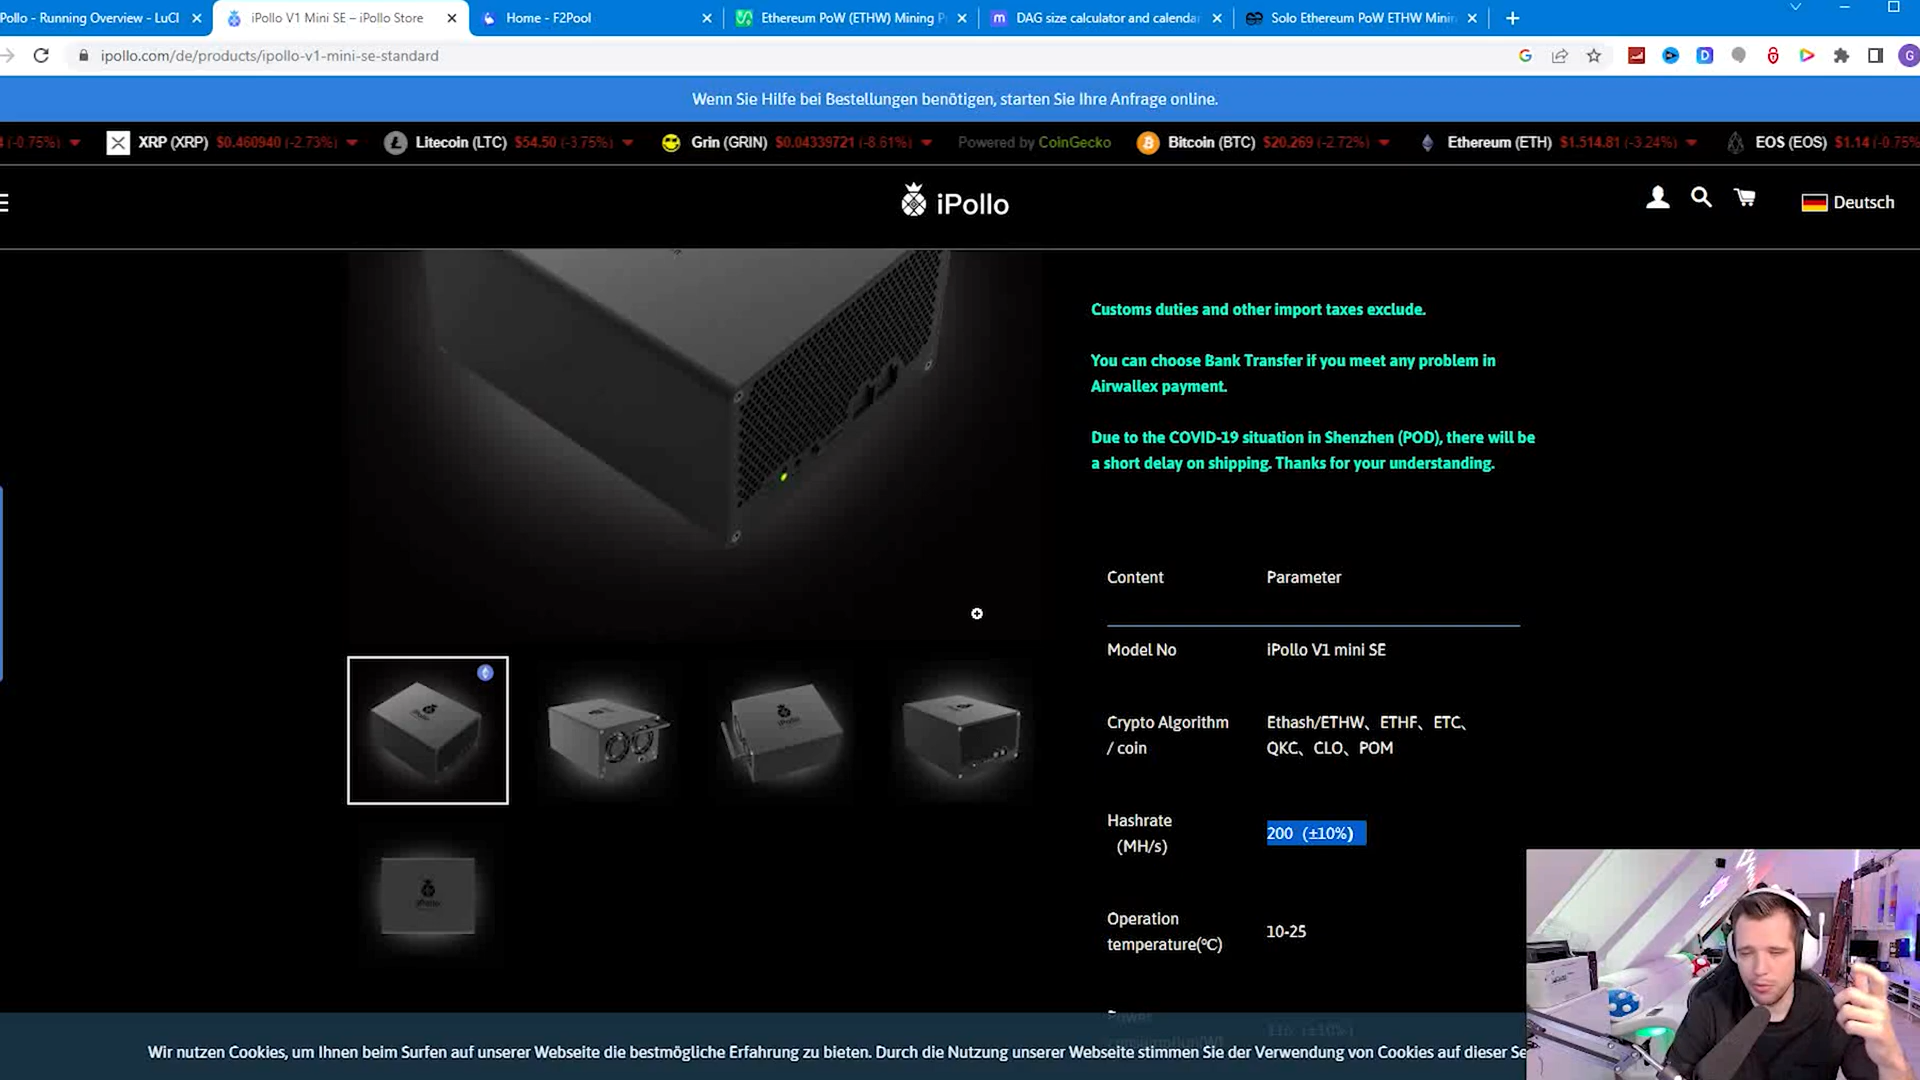 Pollo - Running Overview - LuCI
iPollo V1 Mini SE – iPollo Store
Home - F2Pool
Ethereum PoW (ETHW) Mining P
DAG size calculator and calenda
Solo Ethereum PoW ETHW Minin
ipollo.com/de/products/ipollo-v1-mini-se-standard
Wenn Sie Hilfe bei Bestellungen benötigen, starten Sie Ihre Anfrage online.
(-0.75%) XRP (XRP) $0.460940 (-2.73%) Litecoin (LTC) $54.50 (-3.75%) Grin (GRIN) $0.04339721 (-8.61%) Powered by CoinGecko Bitcoin (BTC) $20,269 (-2.72%) Ethereum (ETH) $1,514.81 (-3.24%) EOS (EOS) $1.14 (-0.75%
iPollo
Deutsch
Customs duties and other import taxes exclude.
You can choose Bank Transfer if you meet any problem in
Airwallex payment.
Due to the COVID-19 situation in Shenzhen (POD), there will be
a short delay on shipping. Thanks for your understanding.
Content Parameter
Model No iPollo V1 mini SE
Crypto Algorithm
/ coin
Ethash/ETHW、ETHF、ETC、
QKC、CLO、POM
Hashrate
(MH/s)
200 (±10%)
Operation
temperature(℃)
10-25
Power
Wir nutzen Cookies, um Ihnen beim Surfen auf unserer Webseite die bestmögliche Erfahrung zu bieten. Durch die Nutzung unserer Webseite stimmen Sie der Verwendung von Cookies auf dieser Se